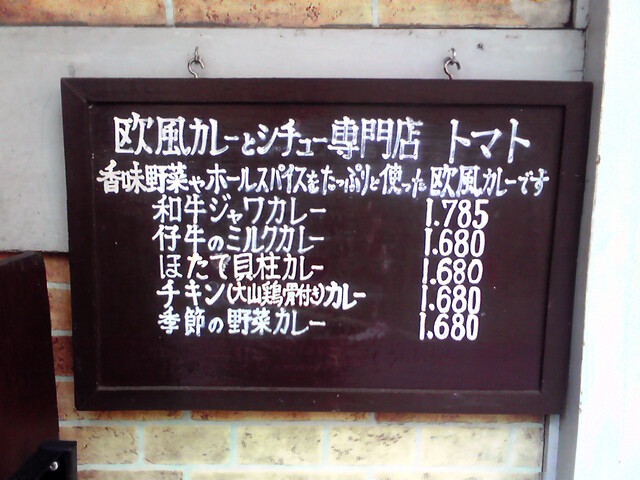 欧風カレーとシチュー専門店 トマト
香味野菜やホールスパイスをたっぷりと使った欧風カレーです
和牛ジャワカレー 1.785
仔牛のミルクカレー 1.680
ほたて貝柱カレー 1.680
チキン(大山鶏骨付き)カレー 1.680
季節の野菜カレー 1.680